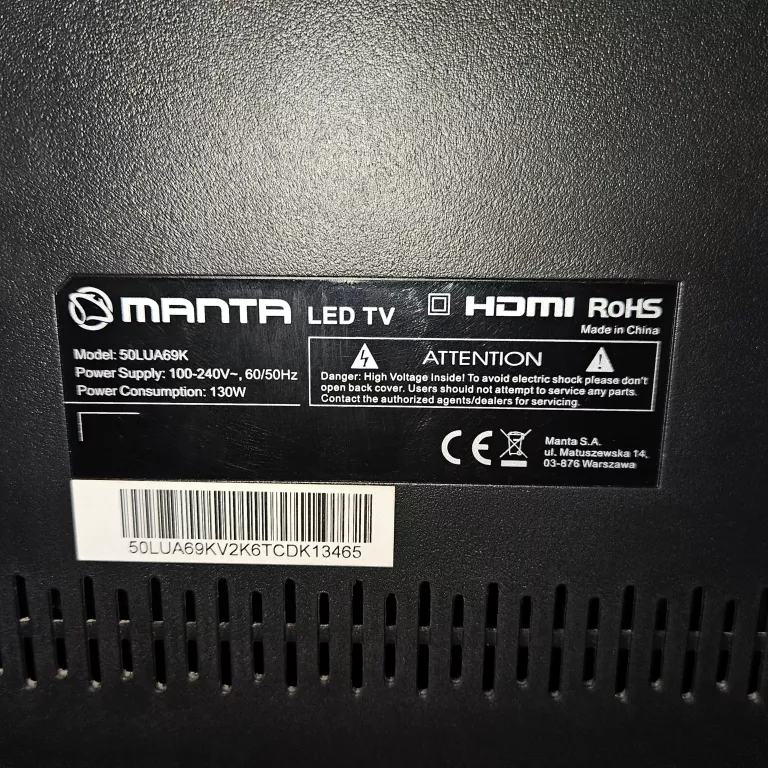 MANTA LED TV HDMI RoHS
Made in China
Model: 50LUA69K
Power Supply: 100-240V~, 60/50Hz
Power Consumption: 130W
ATTENTION
Danger: High Voltage Inside! To avoid electric shock please don't
open back cover. Users should not attempt to service any parts.
Contact the authorized agents/dealers for servicing.
CE
Manta S.A.
ul. Matuszewska 14,
03-876 Warszawa
50LUA69KV2K6TCDK13465